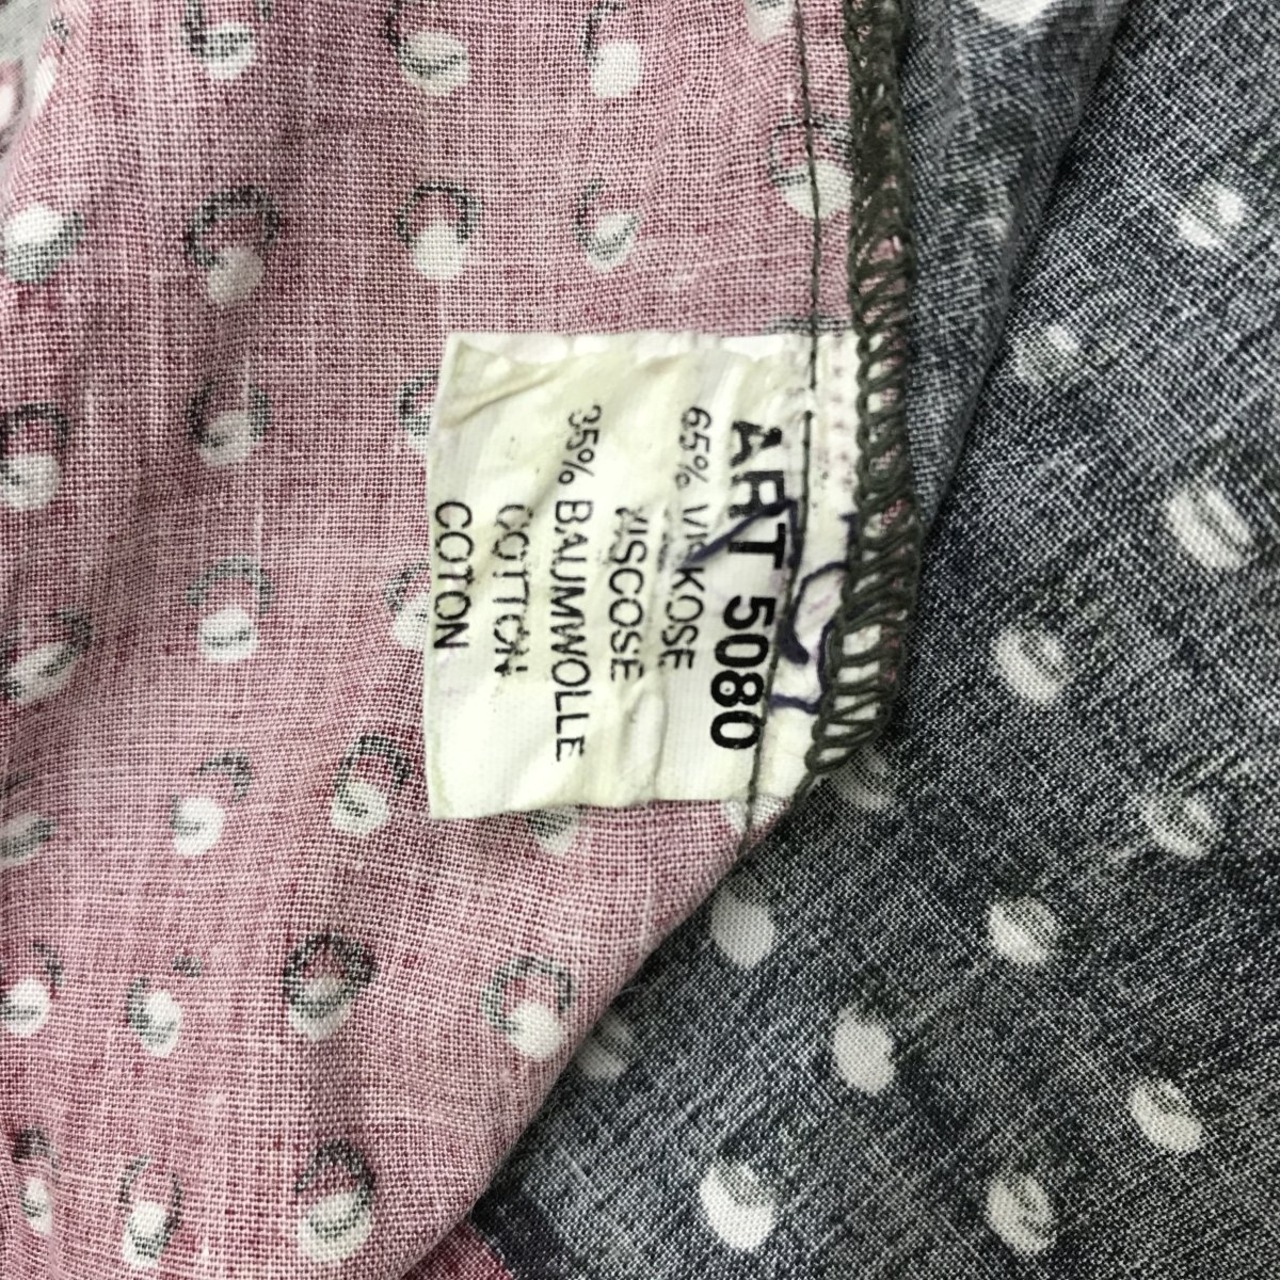 ART 5080
65% VISKOSE
VISCOSE
35% BAUMWOLLE
COTTON
COTON